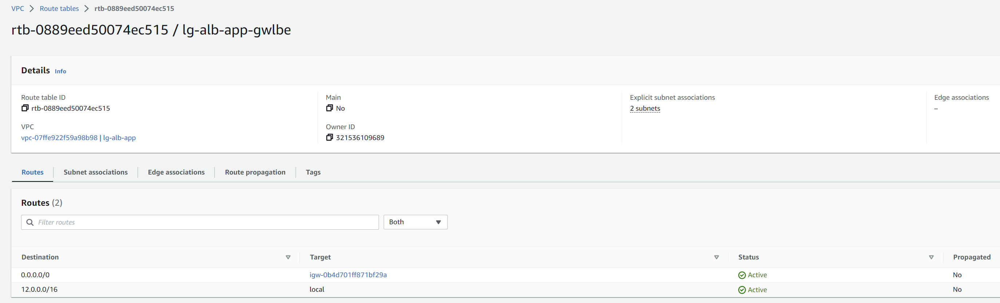 VPC > Route tables > rtb-0889eed50074ec515
rtb-0889eed50074ec515 / lg-alb-app-gwlbe
Details Info
Route table ID
rtb-0889eed50074ec515
Main
No
Explicit subnet associations
2 subnets
Edge associations
–
VPC
vpc-07ffe922f59a98b98 | lg-alb-app
Owner ID
321536109689
Routes Subnet associations Edge associations Route propagation Tags
Routes (2)
Filter routes Both
Destination Target Status Propagated
0.0.0.0/0 igw-0b4d701ff871bf29a Active No
12.0.0.0/16 local Active No